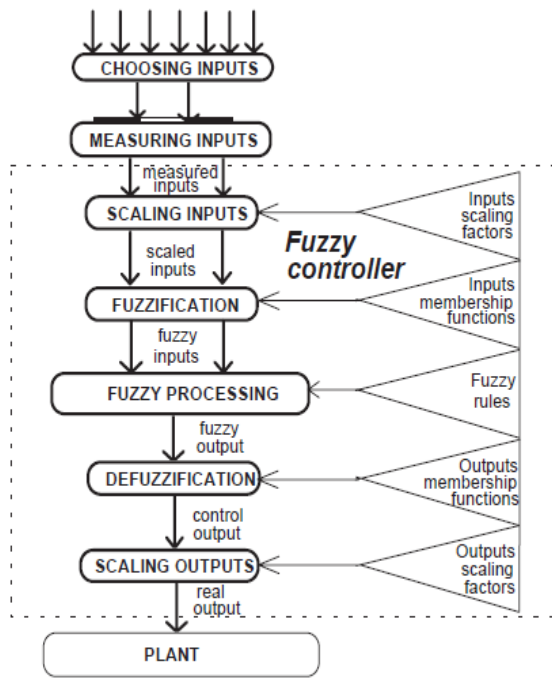 CHOOSING INPUTS
MEASURING INPUTS
measured
inputs
SCALING INPUTS
Inputs
scaling
factors
scaled
inputs
Fuzzy
controller
FUZZIFICATION
Inputs
membership
functions
fuzzy
inputs
FUZZY PROCESSING
Fuzzy
rules
fuzzy
output
DEFUZZIFICATION
Outputs
membership
functions
control
output
SCALING OUTPUTS
Outputs
scaling
factors
real
output
PLANT